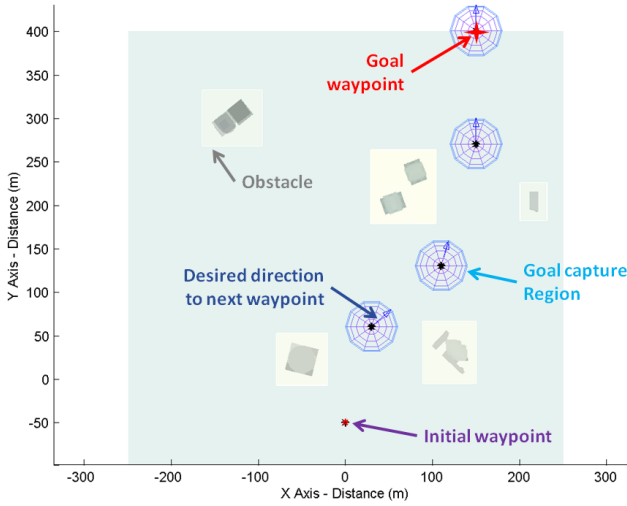 400
350
300
250
200
150
100
50
0
-50
Y Axis - Distance (m)
Goal
waypoint
Obstacle
Desired direction
to next waypoint
Goal capture
Region
Initial waypoint
-300
-200
-100
0
100
200
300
X Axis - Distance (m)